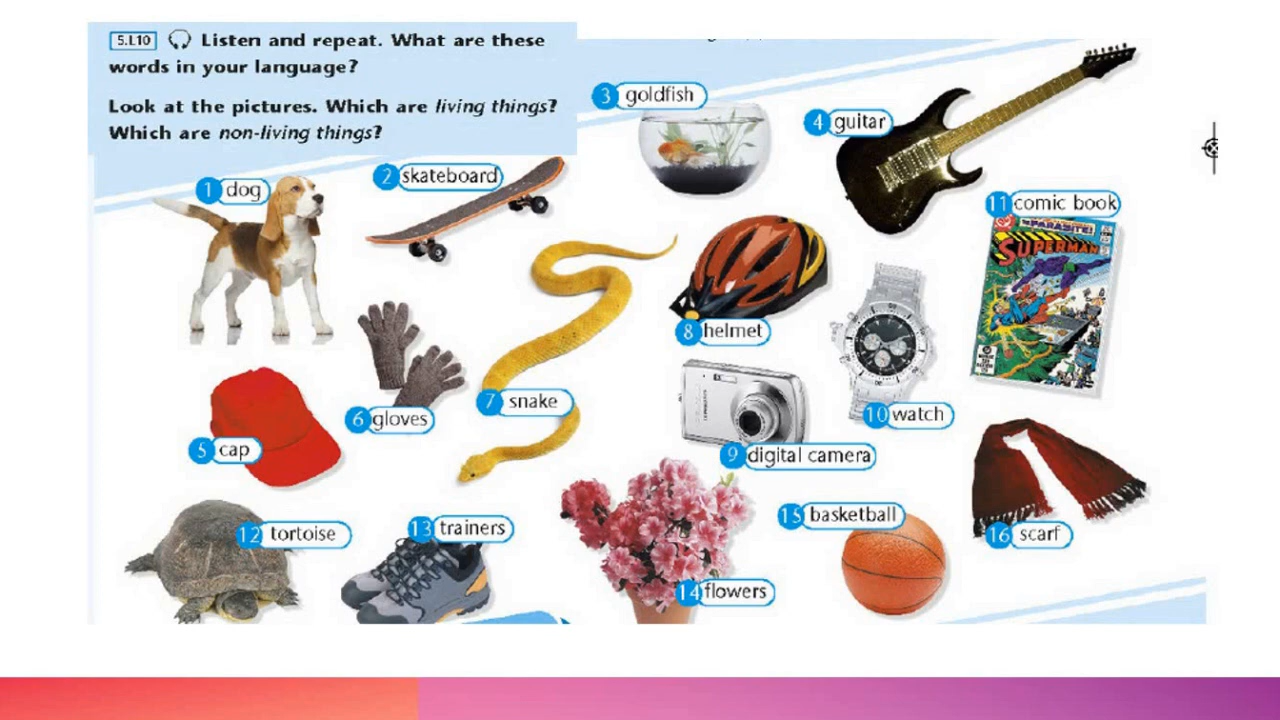 5.L10 Listen and repeat. What are these
words in your language?
Look at the pictures. Which are living things?
Which are non-living things?
1 dog
2 skateboard
3 goldfish
4 guitar
5 cap
6 gloves
7 snake
8 helmet
9 digital camera
10 watch
11 comic book
SUPERMAN
12 tortoise
13 trainers
14 flowers
15 basketball
16 scarf